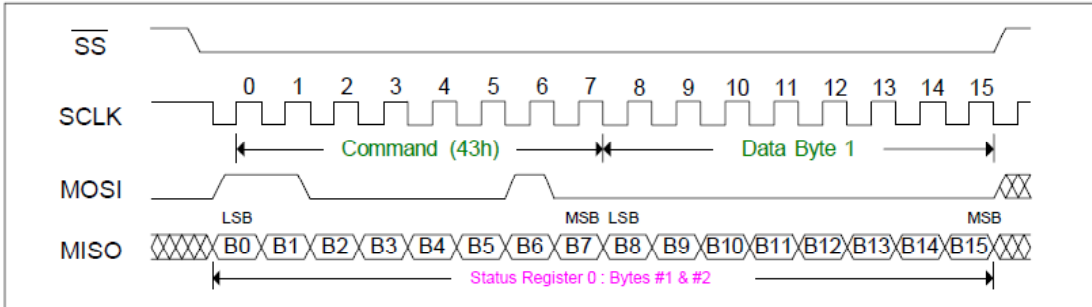 SS
0 1 2 3 4 5 6 7 8 9 10 11 12 13 14 15
SCLK
Command (43h) Data Byte 1
MOSI
LSB MSB LSB MSB
MISO B0 B1 B2 B3 B4 B5 B6 B7 B8 B9 B10 B11 B12 B13 B14 B15
Status Register 0 : Bytes #1 & #2